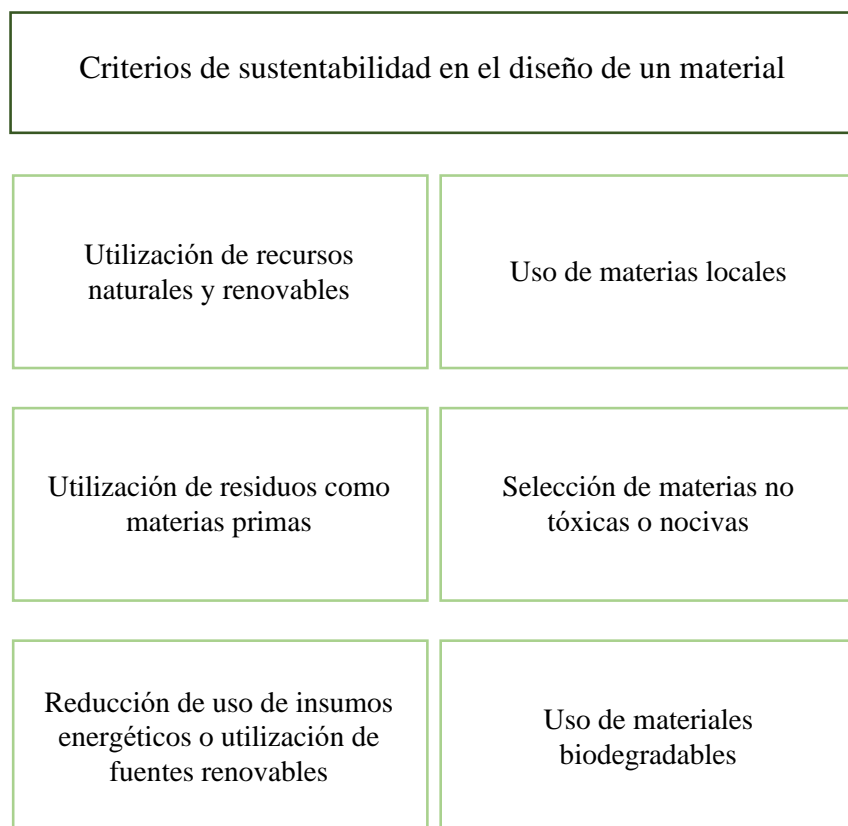 Criterios de sustentabilidad en el diseño de un material
Utilización de recursos
naturales y renovables
Uso de materias locales
Utilización de residuos como
materias primas
Selección de materias no
tóxicas o nocivas
Reducción de uso de insumos
energéticos o utilización de
fuentes renovables
Uso de materiales
biodegradables